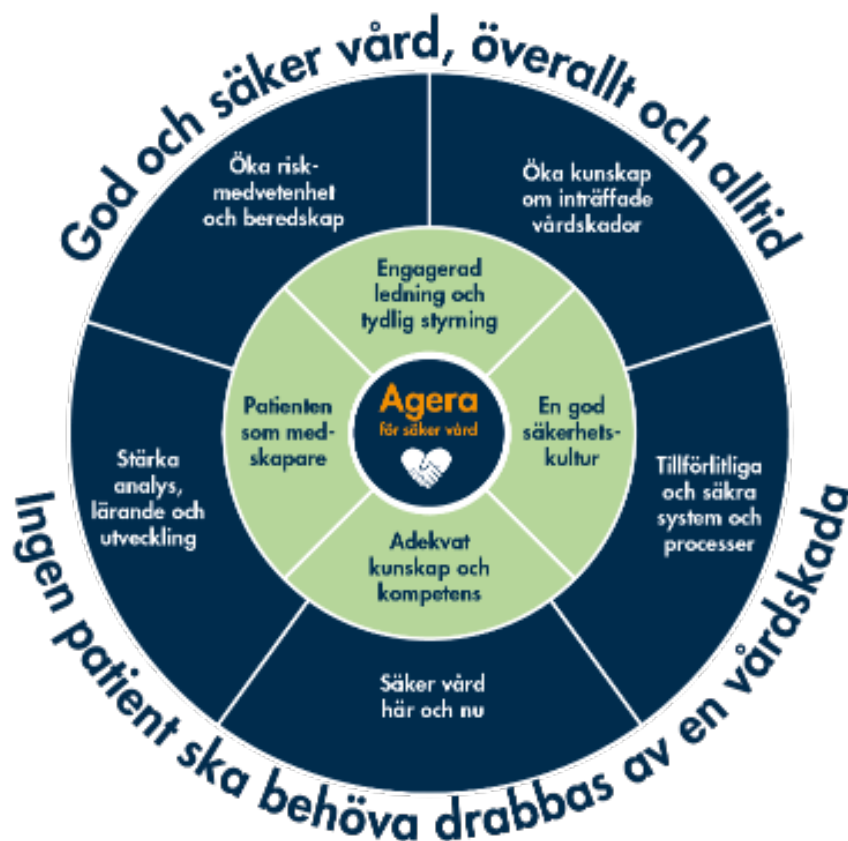 God och säker vård, överallt och alltid
Öka risk-
medvetenhet
och beredskap
Öka kunskap
om inträffade
vårdskador
Engagerad
ledning och
tydlig styrning
Patienten
som med-
skapare
Agera
för säker vård
En god
säkerhets-
kultur
Stärka
analys,
lärande och
utveckling
Tillförlitliga
och säkra
system och
processer
Adekvat
kunskap och
kompetens
Säker vård
här och nu
Ingen patient ska behöva drabbas av en vårdskada